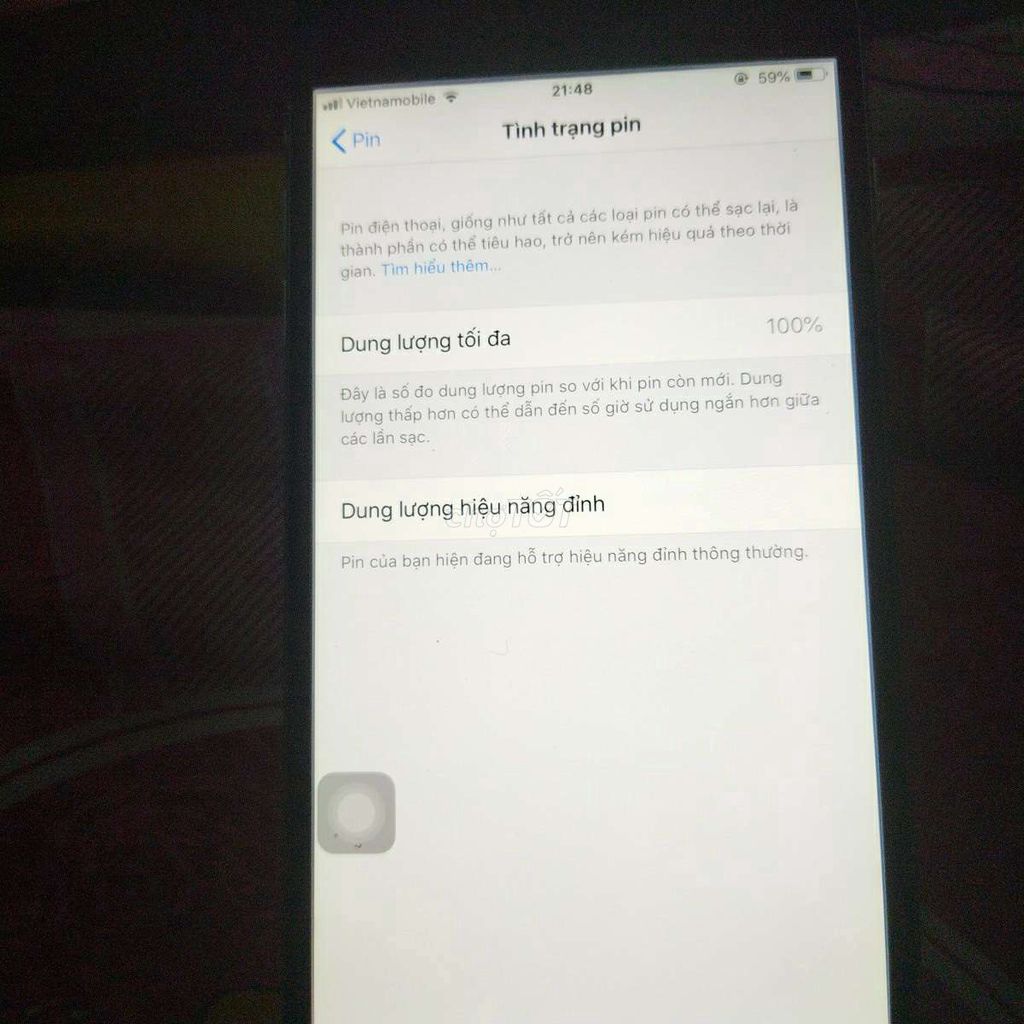 Vietnamobile 21:48 59%
Pin Tình trạng pin
Pin điện thoại, giống như tất cả các loại pin có thể sạc lại, là
thành phần có thể tiêu hao, trở nên kém hiệu quả theo thời
gian. Tìm hiểu thêm...
Dung lượng tối đa 100%
Đây là số đo dung lượng pin so với khi pin còn mới. Dung
lượng thấp hơn có thể dẫn đến số giờ sử dụng ngắn hơn giữa
các lần sạc.
Dung lượng hiệu năng đỉnh
chợTỐT
Pin của bạn hiện đang hỗ trợ hiệu năng đỉnh thông thường.